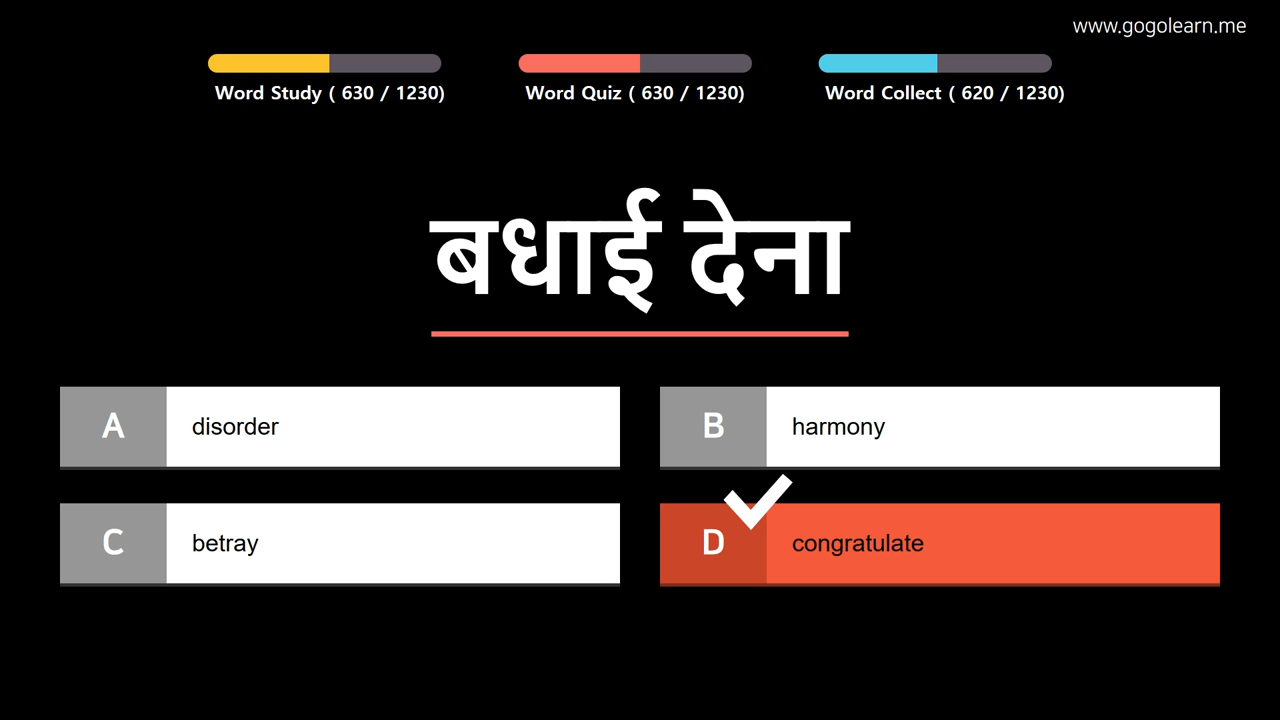 www.gogolearn.me
Word Study ( 630 / 1230)
Word Quiz ( 630 / 1230)
Word Collect ( 620 / 1230)
बधाई देना
A disorder
B harmony
C betray
D congratulate